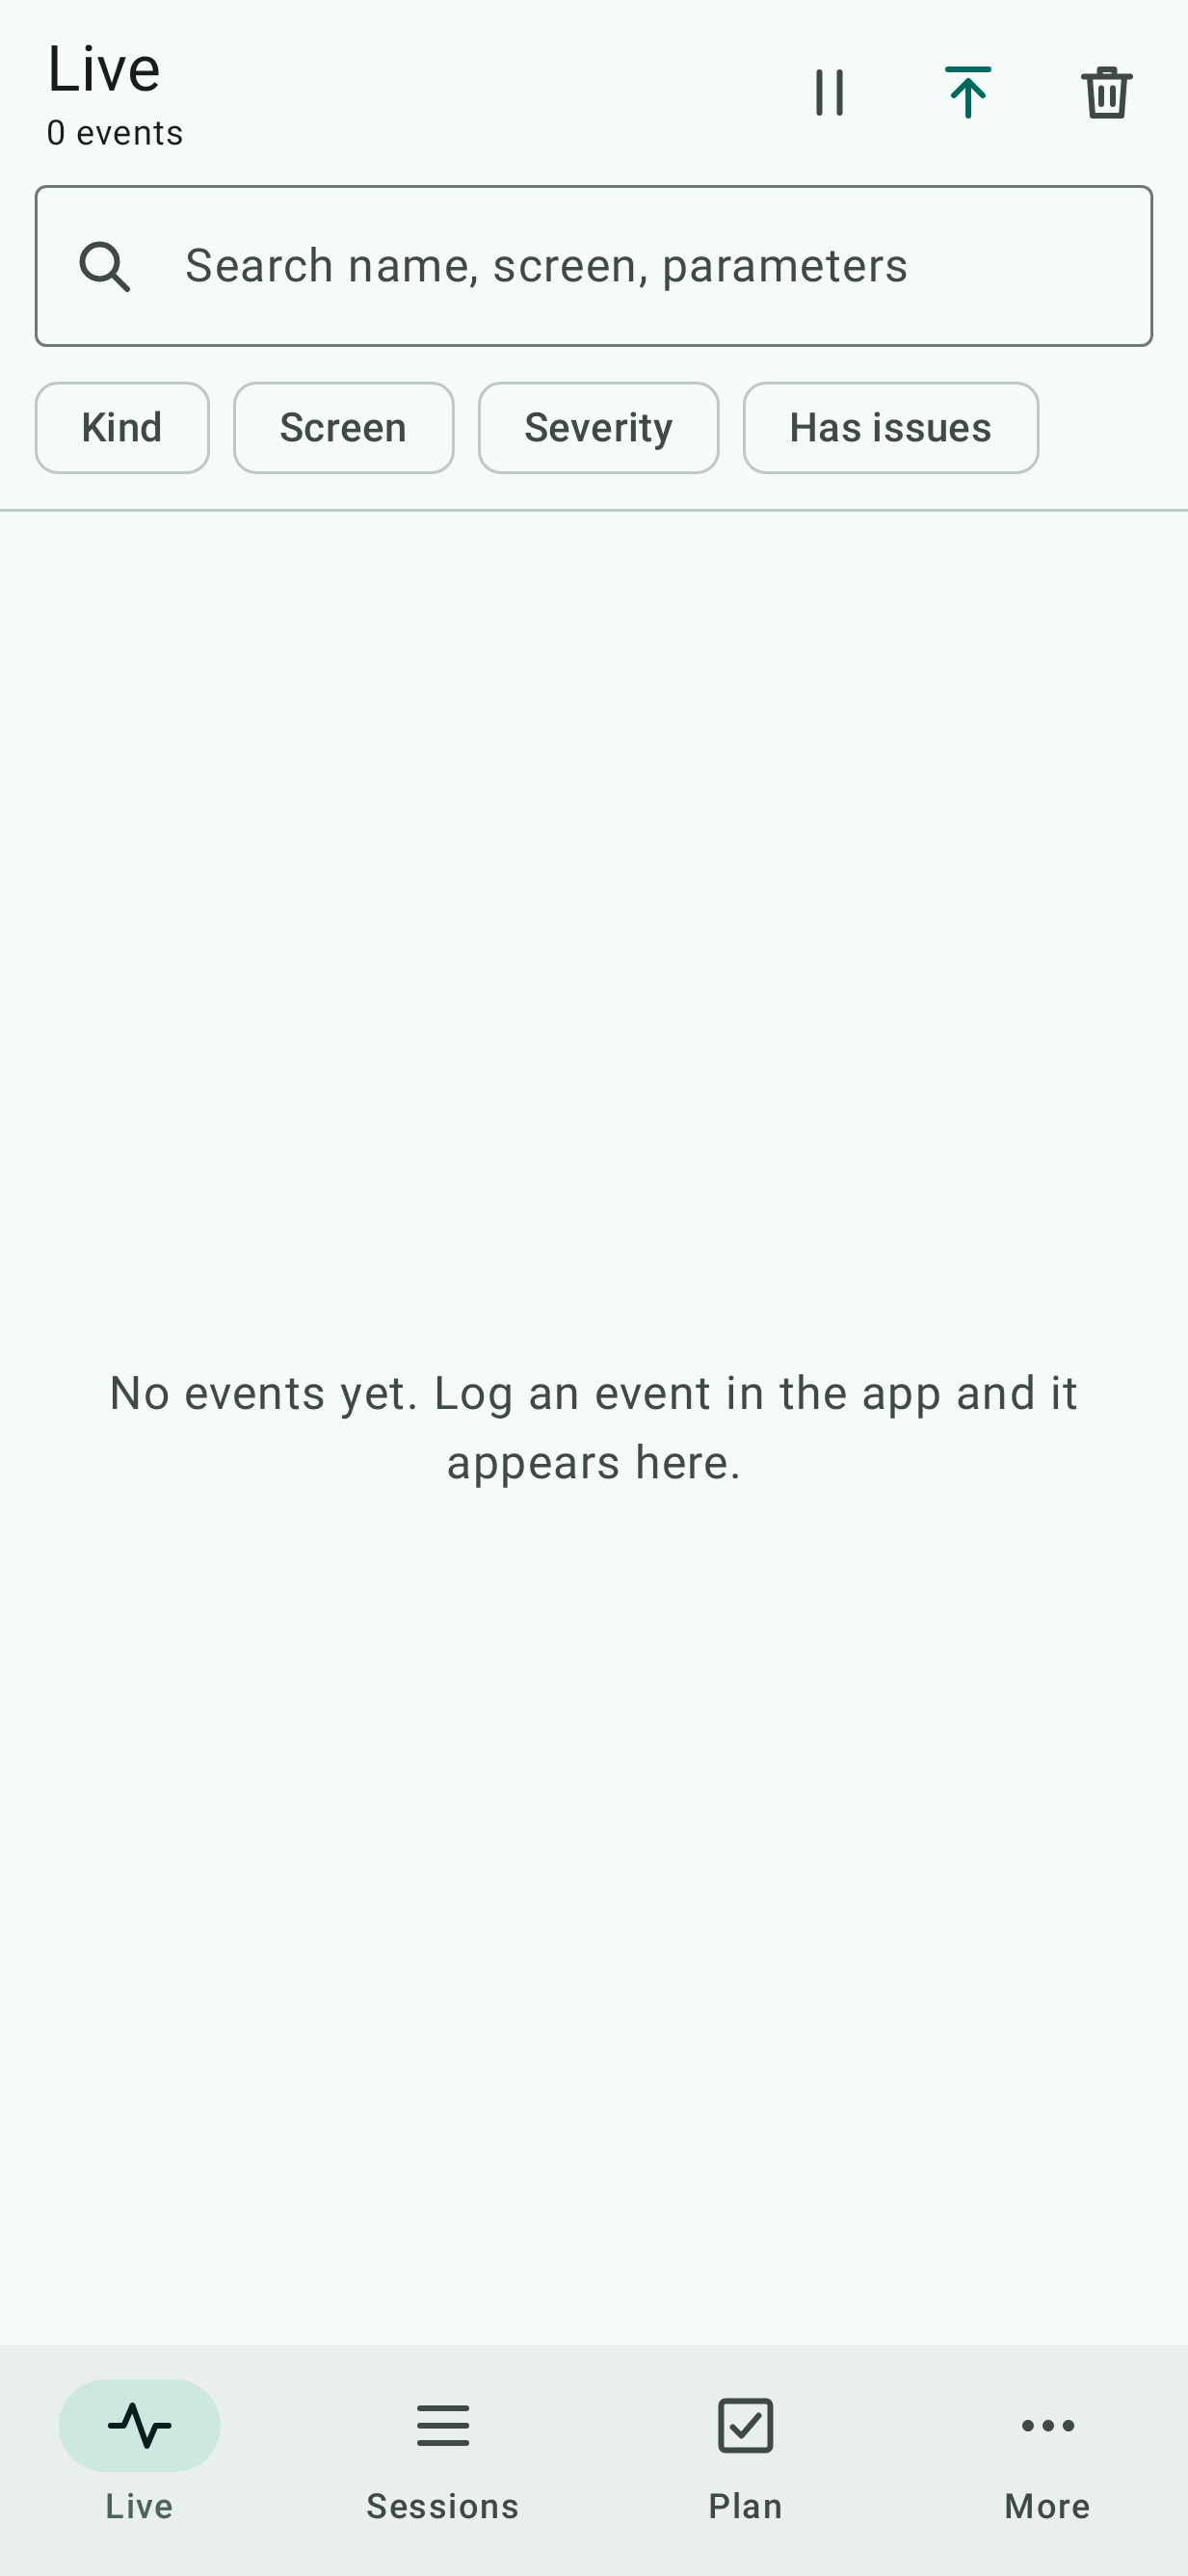 Live
0 events
Search name, screen, parameters
Kind
Screen
Severity
Has issues
No events yet. Log an event in the app and it
appears here.
Live
Sessions
Plan
More